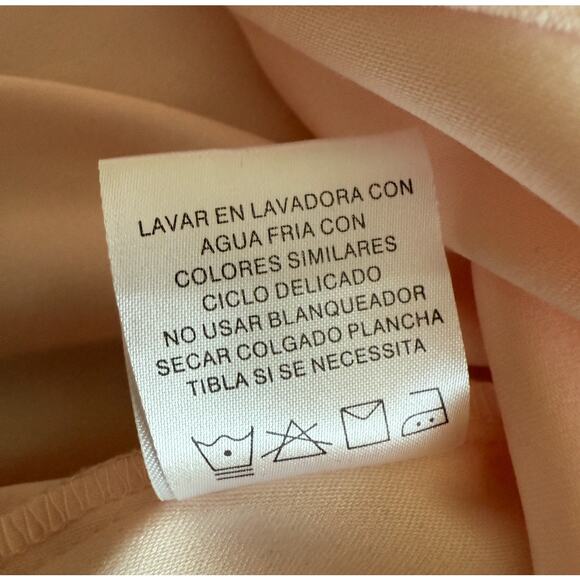 LAVAR EN LAVADORA CON
AGUA FRIA CON
COLORES SIMILARES
CICLO DELICADO
NO USAR BLANQUEADOR
SECAR COLGADO PLANCHA
TIBLA SI SE NECESSITA